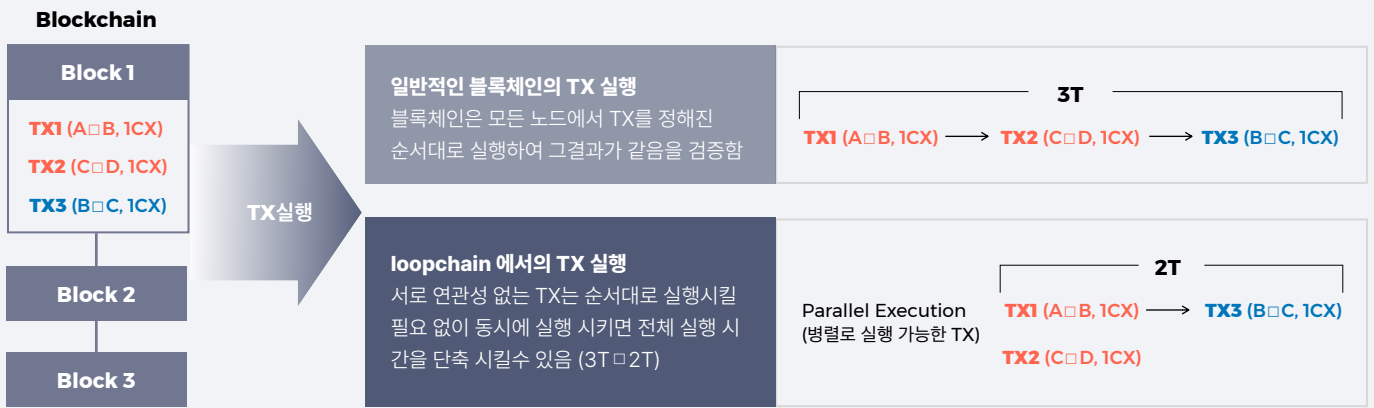 Blockchain
Block 1
TX1 (A□B, 1CX)
TX2 (C□D, 1CX)
TX3 (B□C, 1CX)
Block 2
Block 3
TX실행
일반적인 블록체인의 TX 실행
블록체인은 모든 노드에서 TX를 정해진
순서대로 실행하여 그결과가 같음을 검증함
3T
TX1 (A□B, 1CX) → TX2 (C□D, 1CX) → TX3 (B□C, 1CX)
loopchain 에서의 TX 실행
서로 연관성 없는 TX는 순서대로 실행시킬
필요 없이 동시에 실행 시키면 전체 실행 시
간을 단축 시킬수 있음 (3T□2T)
Parallel Execution
(병렬로 실행 가능한 TX)
2T
TX1 (A□B, 1CX) → TX3 (B□C, 1CX)
TX2 (C□D, 1CX)